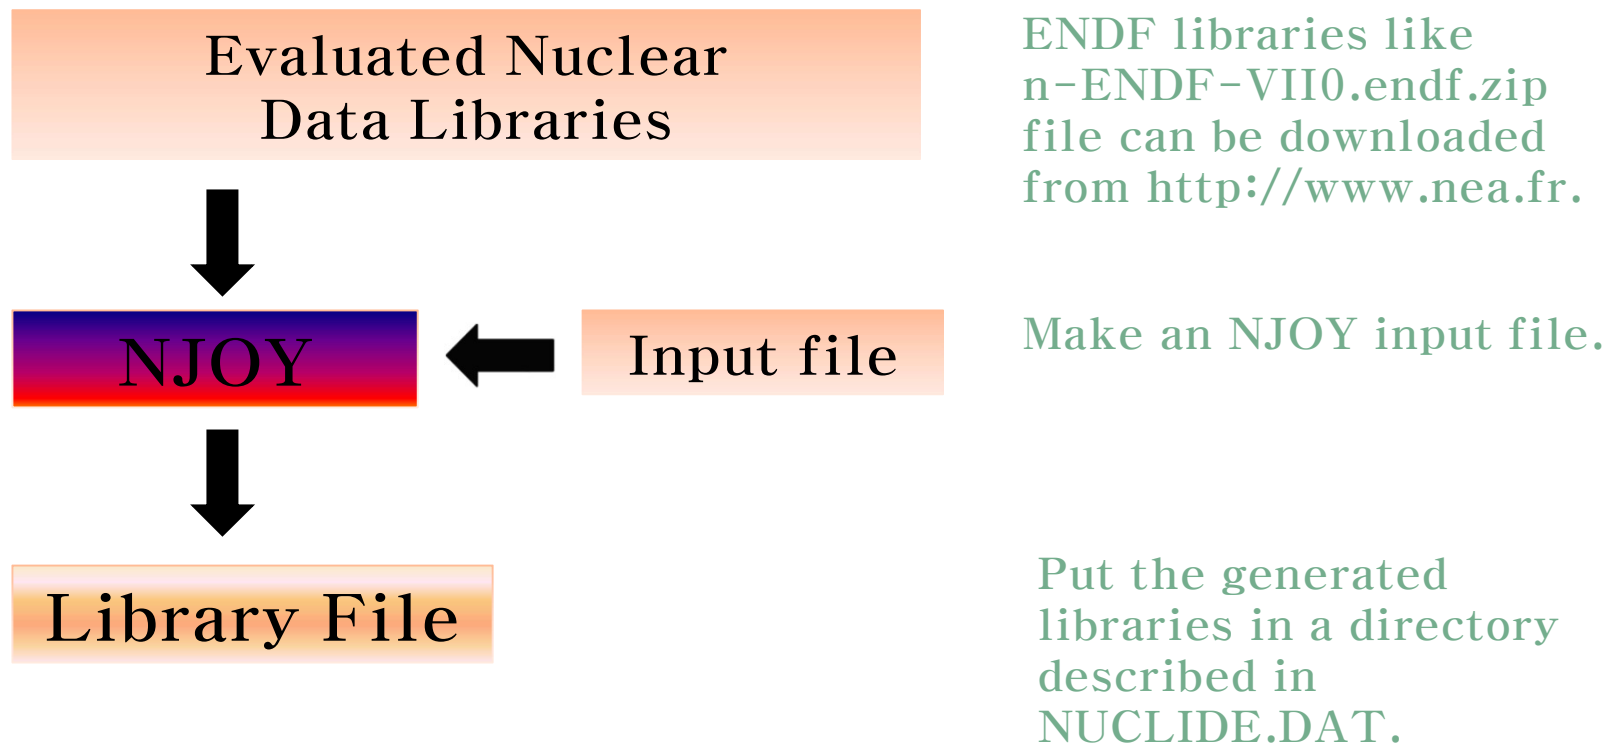 Evaluated Nuclear
Data Libraries
ENDF libraries like
n-ENDF-VII0.endf.zip
file can be downloaded
from http://www.nea.fr.
NJOY
Input file
Make an NJOY input file.
Library File
Put the generated
libraries in a directory
described in
NUCLIDE.DAT.